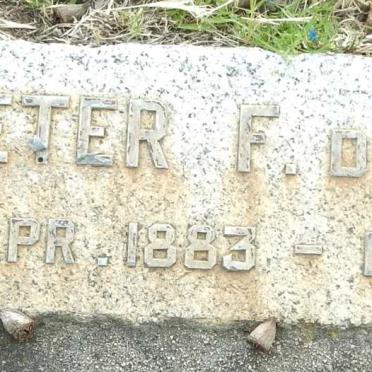 ETER F. D
PR. 1883 -